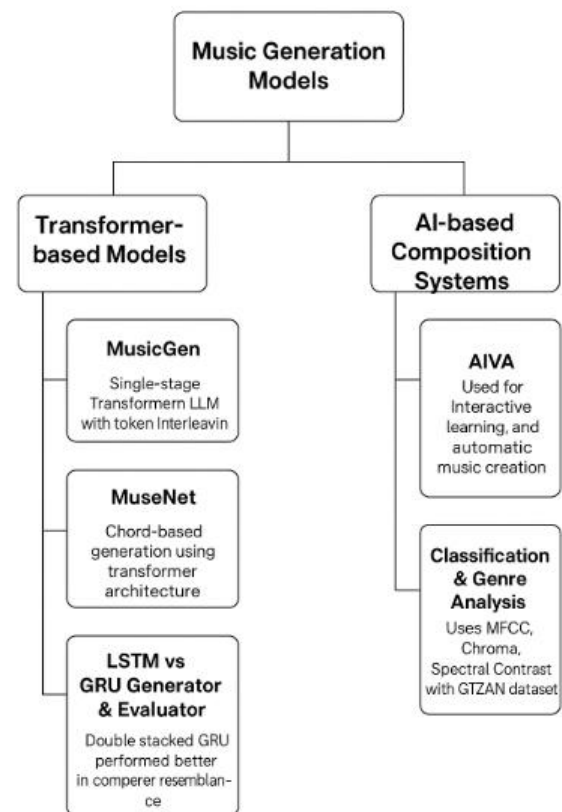 Music Generation
Models
Transformer-
based Models
MusicGen
Single-stage
Transformern LLM
with token Interleavin
MuseNet
Chord-based
generation using
transformer
architecture
LSTM vs
GRU Generator
& Evaluator
Double stacked GRU
performed better
in comperer resemblan-
ce
AI-based
Composition
Systems
AIVA
Used for
Interactive
learning, and
automatic
music creation
Classification
& Genre
Analysis
Uses MFCC,
Chroma,
Spectral Contrast
with GTZAN dataset